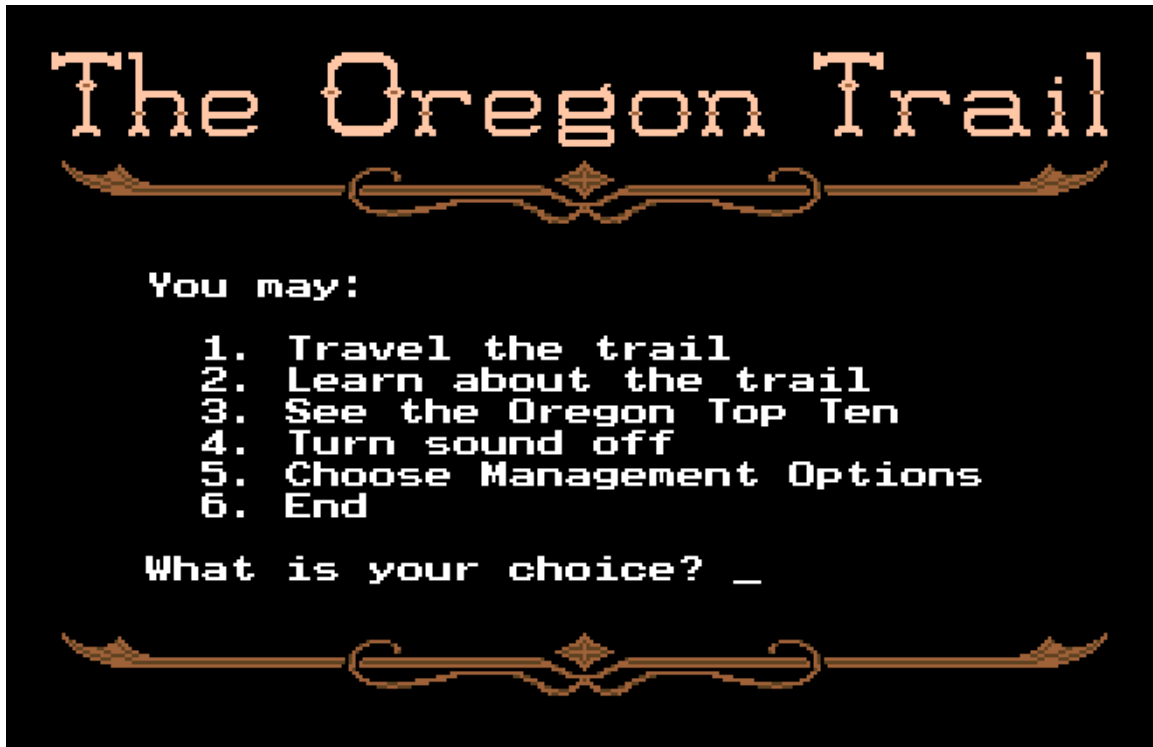 The Oregon Trail
You may:
1. Travel the trail
2. Learn about the trail
3. See the Oregon Top Ten
4. Turn sound off
5. Choose Management Options
6. End
What is your choice? _